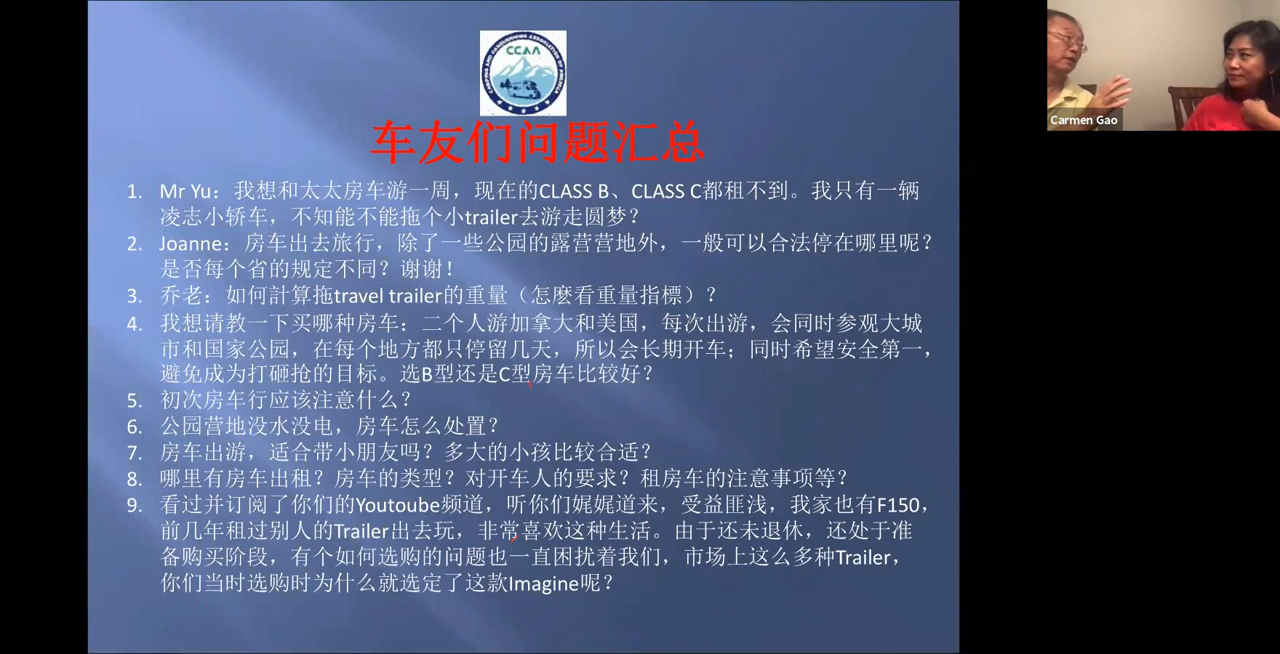 CCAA
CAMPING AND CARAVANNING ASSOCIATION OF AMERICA
车友们问题汇总
1. Mr Yu：我想和太太房车游一周，现在的CLASS B、CLASS C都租不到。我只有一辆
凌志小轿车，不知能不能拖个小trailer去游走圆梦？
2. Joanne：房车出去旅行，除了一些公园的露营营地外，一般可以合法停在哪里呢？
是否每个省的规定不同？谢谢！
3. 乔老：如何計算拖travel trailer的重量（怎麽看重量指標）？
4. 我想请教一下买哪种房车：二个人游加拿大和美国，每次出游，会同时参观大城
市和国家公园，在每个地方都只停留几天，所以会长期开车；同时希望安全第一，
避免成为打砸抢的目标。选B型还是C型房车比较好？
5. 初次房车行应该注意什么？
6. 公园营地没水没电，房车怎么处置？
7. 房车出游，适合带小朋友吗？多大的小孩比较合适？
8. 哪里有房车出租？房车的类型？对开车人的要求？租房车的注意事项等？
9. 看过并订阅了你们的Youtoube频道，听你们娓娓道来，受益匪浅，我家也有F150，
前几年租过别人的Trailer出去玩，非常喜欢这种生活。由于还未退休，还处于准
备购买阶段，有个如何选购的问题也一直困扰着我们，市场上这么多种Trailer，
你们当时选购时为什么就选定了这款Imagine呢？
Carmen Gao